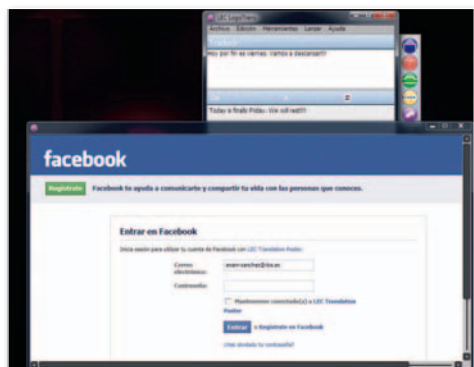 LEC LogoTrans
Archivo Edición Herramientas Lanzar Ayuda
Hoy por fin es viernes. Vamos a descansar!!!
Today is finally Friday. We will rest!!!
facebook
Regístrate Facebook te ayuda a comunicarte y compartir tu vida con las personas que conoces.
Entrar en Facebook
Inicia sesión para utilizar tu cuenta de Facebook con LEC Translation Poster.
Correo
electrónico:
Contraseña:
Mantenerme conectado(a) a LEC Translation
Poster
Entrar o Regístrate en Facebook
¿Has olvidado tu contraseña?